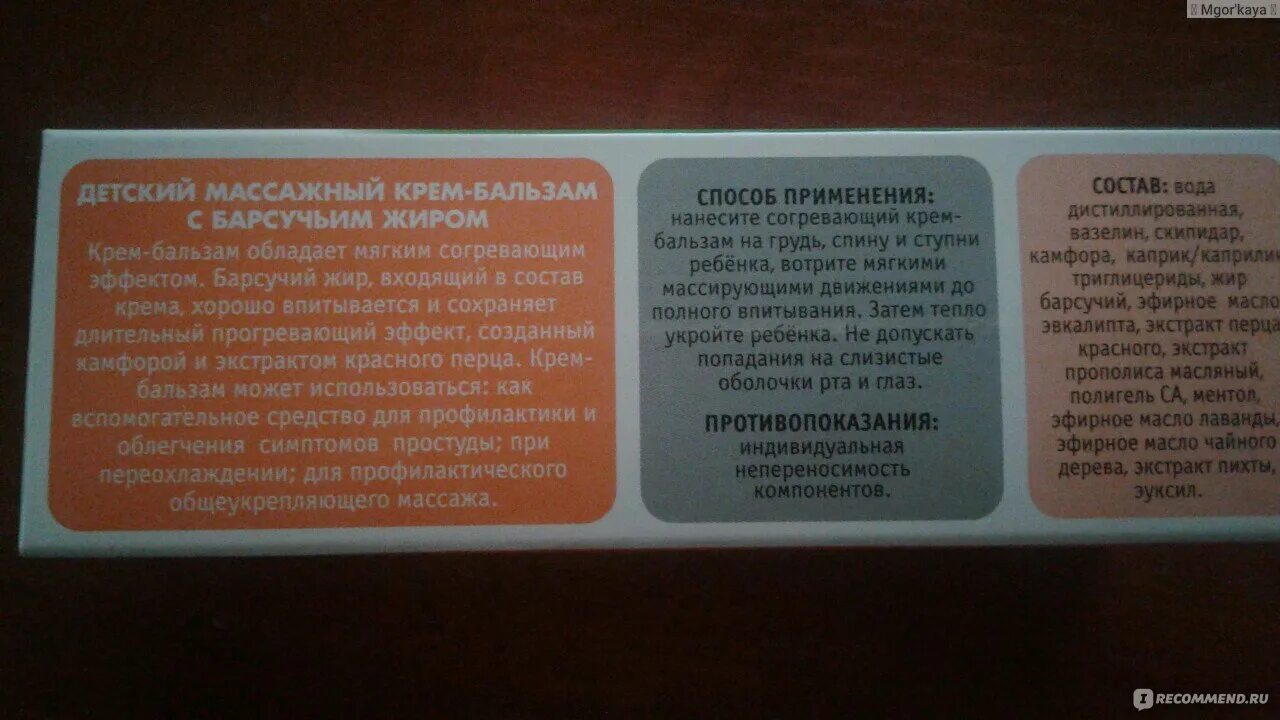 Mgor'kaya
ДЕТСКИЙ МАССАЖНЫЙ КРЕМ-БАЛЬЗАМ
С БАРСУЧЬИМ ЖИРОМ
Крем-бальзам обладает мягким согревающим
эффектом. Барсучий жир, входящий в состав
крема, хорошо впитывается и сохраняет
длительный прогревающий эффект, созданный
камфорой и экстрактом красного перца. Крем-
бальзам может использоваться: как
вспомогательное средство для профилактики и
облегчения симптомов простуды; при
переохлаждении; для профилактического
общеукрепляющего массажа.
СПОСОБ ПРИМЕНЕНИЯ:
нанесите согревающий крем-
бальзам на грудь, спину и ступни
ребёнка, вотрите мягкими
массирующими движениями до
полного впитывания. Затем тепло
укройте ребёнка. Не допускать
попадания на слизистые
оболочки рта и глаз.
ПРОТИВОПОКАЗАНИЯ:
индивидуальная
непереносимость
компонентов.
СОСТАВ: вода
дистиллированная,
вазелин, скипидар,
камфора, каприк/каприлик
триглицериды, жир
барсучий, эфирное масло
эвкалипта, экстракт перца
красного, экстракт
прополиса масляный,
полигель СА, ментол,
эфирное масло лаванды,
эфирное масло чайного
дерева, экстракт пихты,
эуксил.
RECOMMEND.RU